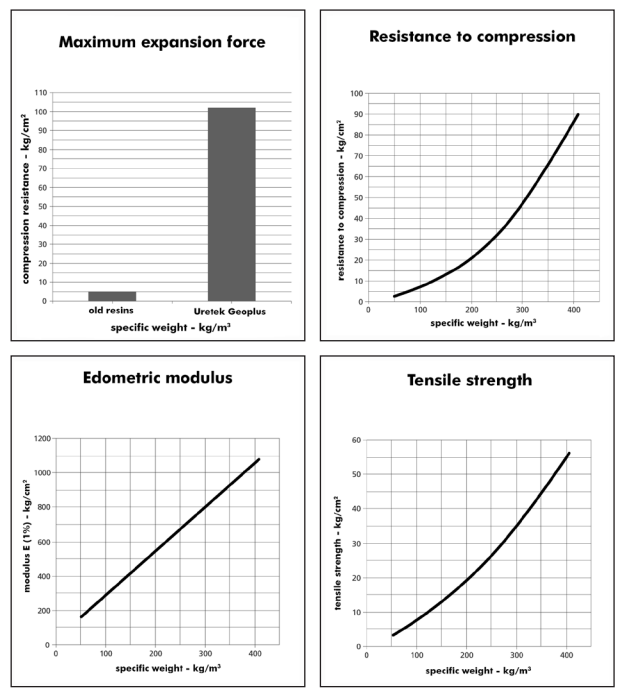 Maximum expansion force
compression resistance - kg/cm²
110
100
90
80
70
60
50
40
30
20
10
0
old resins
Uretek Geoplus
specific weight - kg/m³
Resistance to compression
resistance to compression - kg/cm²
100
90
80
70
60
50
40
30
20
10
0
0 100 200 300 400
specific weight - kg/m³
Edometric modulus
modulus E (1%) - kg/cm²
1200
1000
800
600
400
200
0
0 100 200 300 400
specific weight - kg/m³
Tensile strength
tensile strength - kg/cm²
60
50
40
30
20
10
0
0 100 200 300 400
specific weight - kg/m³